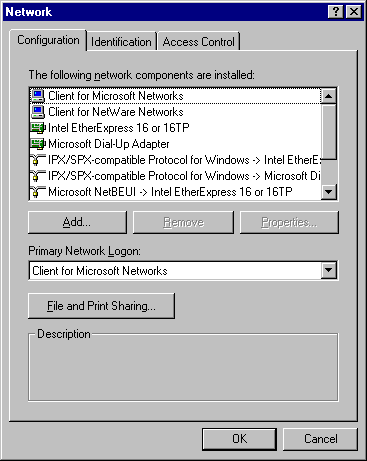 Network
Configuration Identification Access Control
The following network components are installed:
Client for Microsoft Networks
Client for NetWare Networks
Intel EtherExpress 16 or 16TP
Microsoft Dial-Up Adapter
IPX/SPX-compatible Protocol for Windows -> Intel EtherE
IPX/SPX-compatible Protocol for Windows -> Microsoft Di
Microsoft NetBEUI -> Intel EtherExpress 16 or 16TP
Add... Remove Properties...
Primary Network Logon:
Client for Microsoft Networks
File and Print Sharing...
Description
OK Cancel